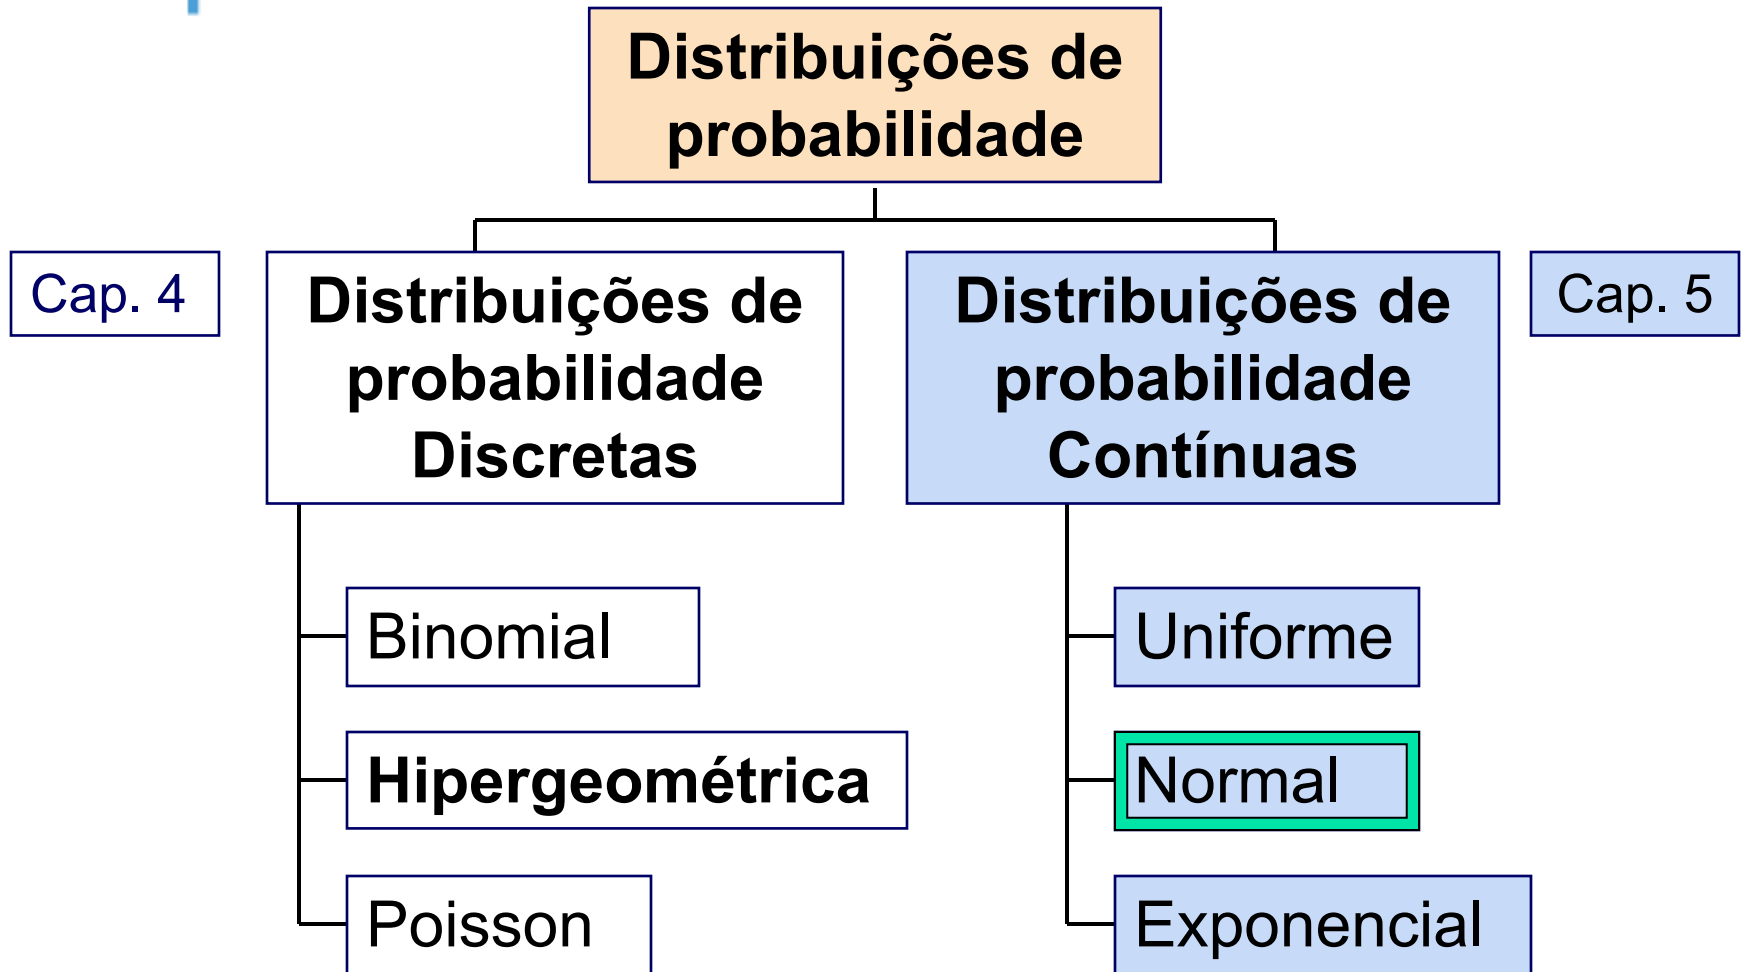 Distribuições de
probabilidade
Cap. 4
Distribuições de
probabilidade
Discretas
Distribuições de
probabilidade
Contínuas
Cap. 5
Binomial
Hipergeométrica
Poisson
Uniforme
Normal
Exponencial